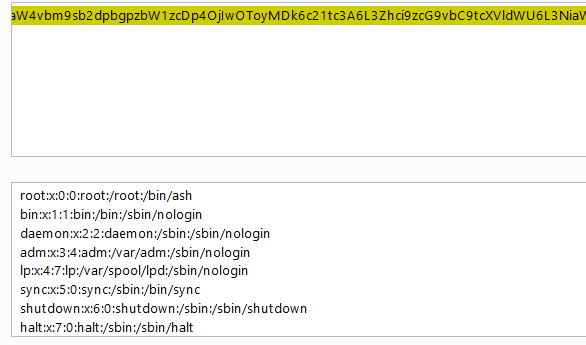 aW4vbm9sb2dpbgpzbW1zcDp4OjIwOToyMDk6c21tc3A6L3Zhci9zcG9vbC9tcXVldWU6L3NiaW
root:x:0:0:root:/root:/bin/ash
bin:x:1:1:bin:/bin:/sbin/nologin
daemon:x:2:2:daemon:/sbin:/sbin/nologin
adm:x:3:4:adm:/var/adm:/sbin/nologin
lp:x:4:7:lp:/var/spool/lpd:/sbin/nologin
sync:x:5:0:sync:/sbin:/bin/sync
shutdown:x:6:0:shutdown:/sbin:/sbin/shutdown
halt:x:7:0:halt:/sbin:/sbin/halt